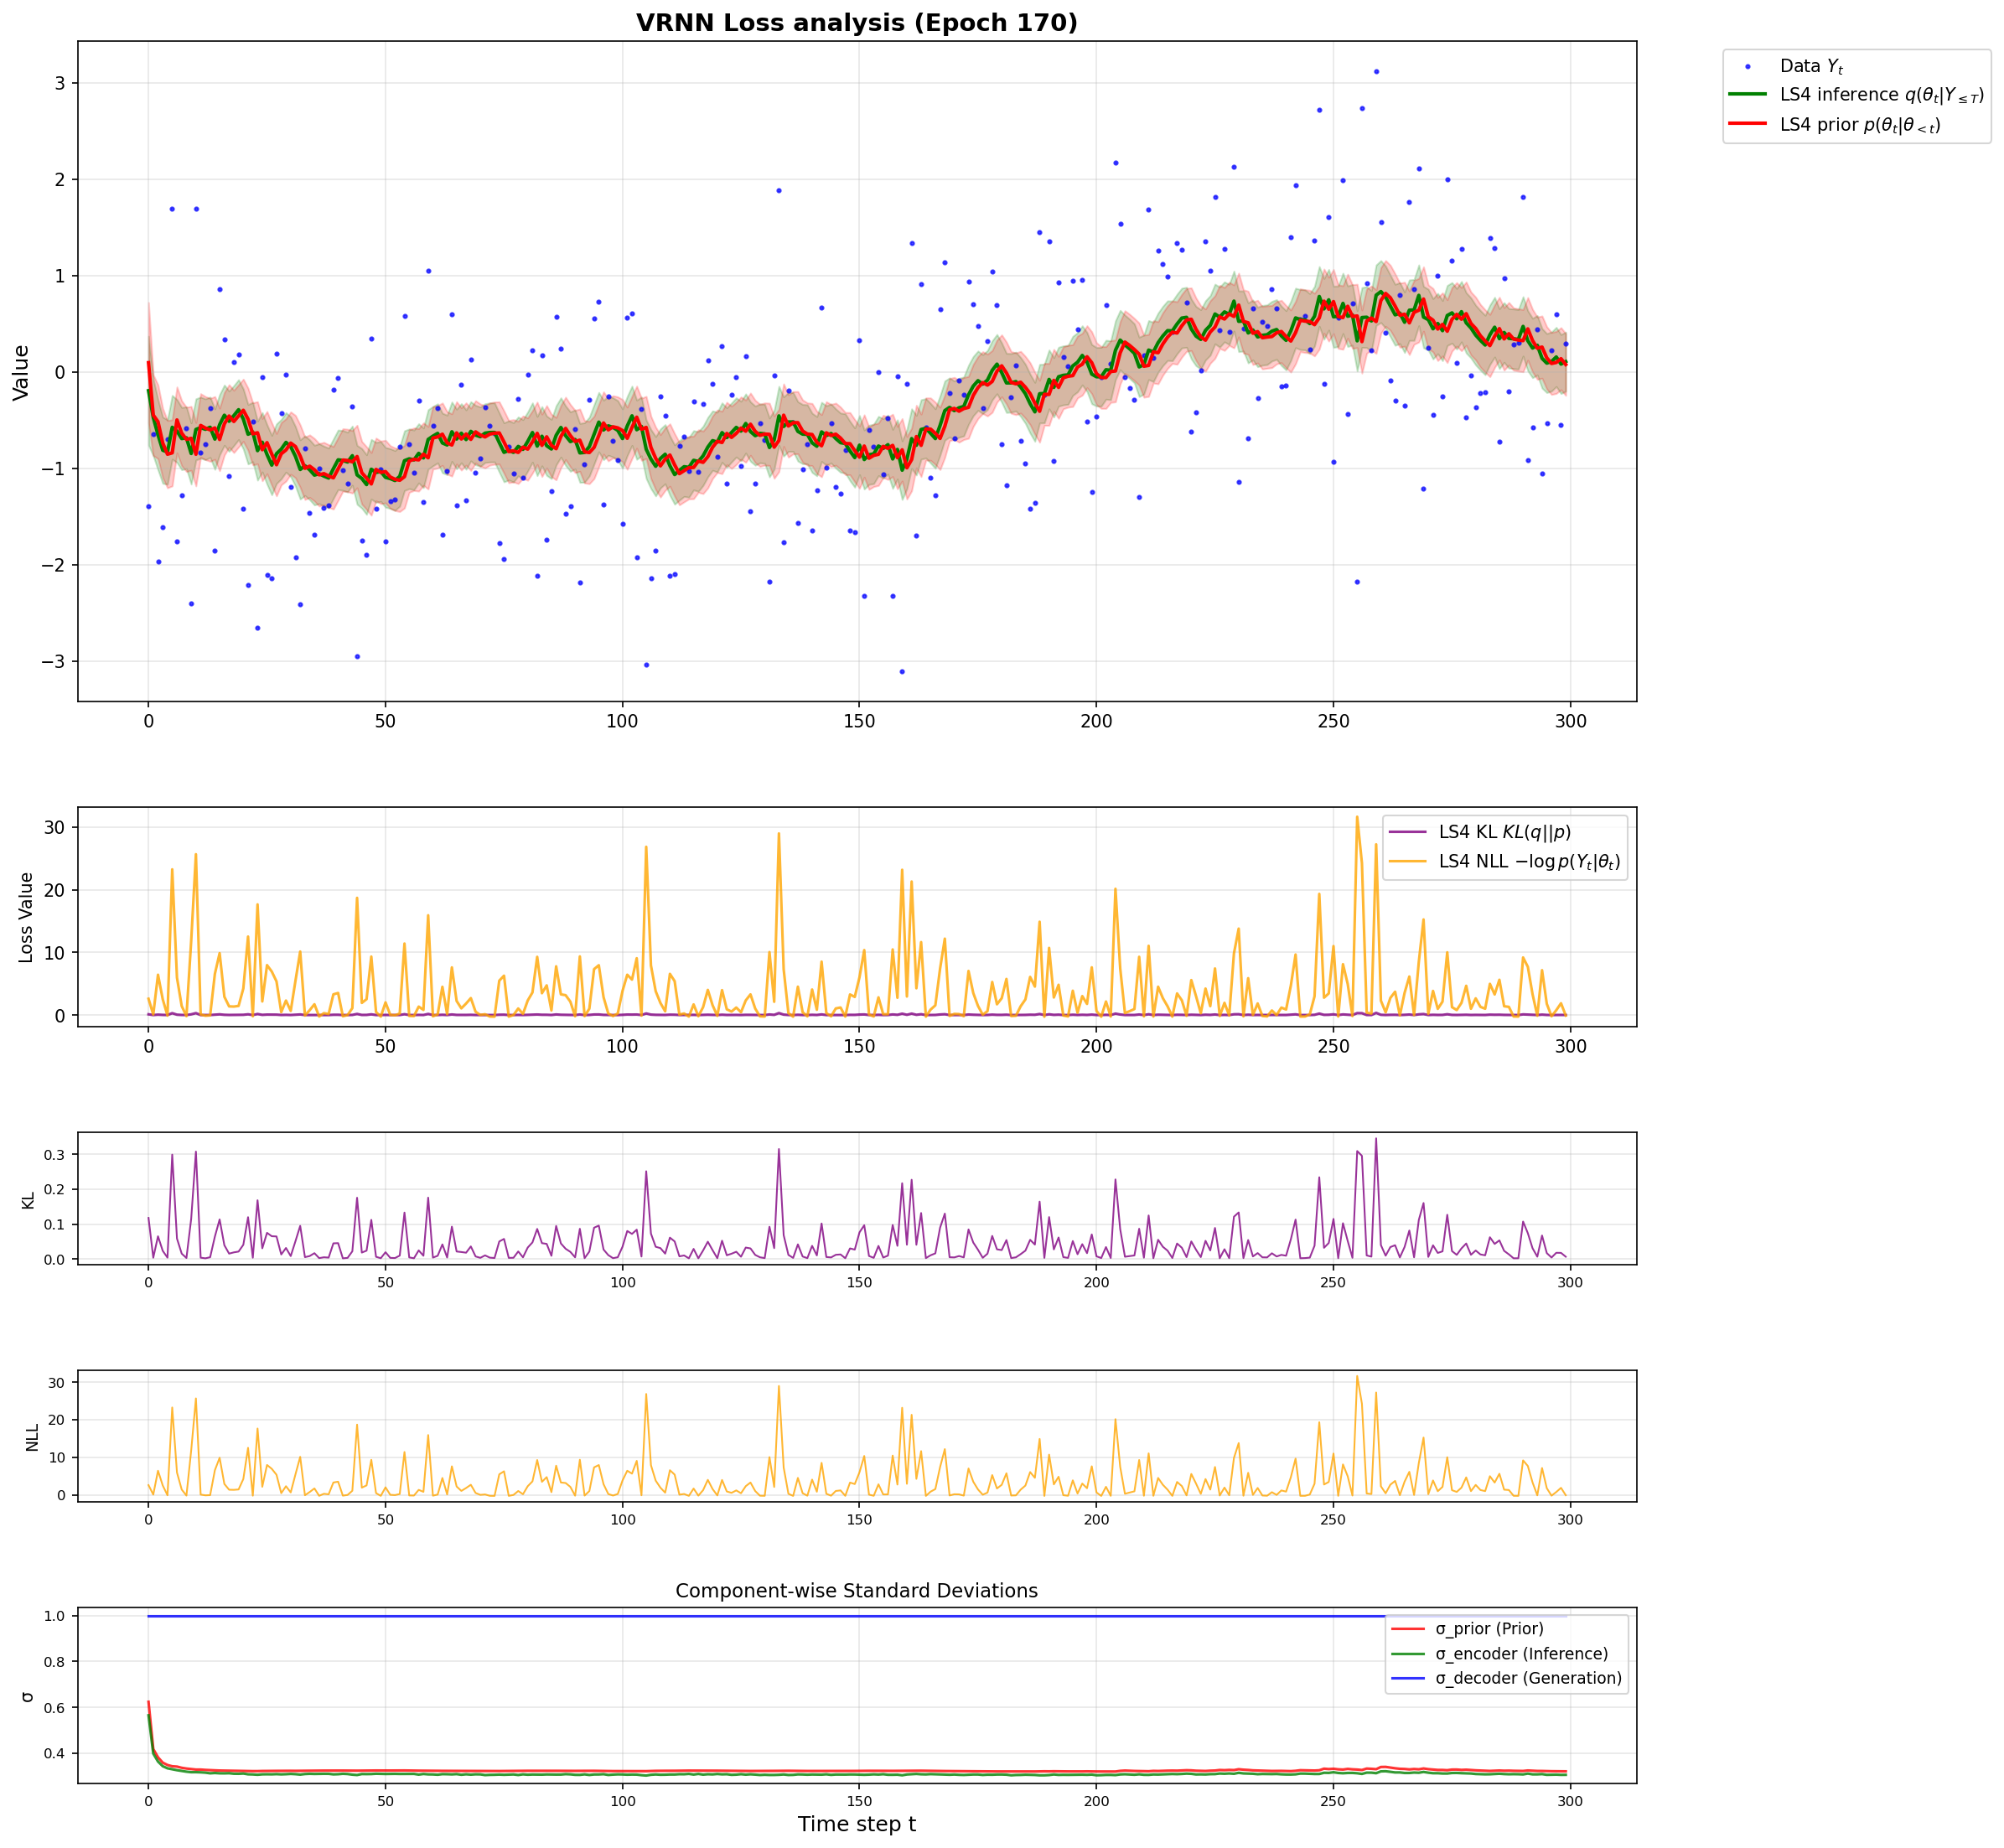 VRNN Loss analysis (Epoch 170)
Data Y_t
LS4 inference q(θ_t|Y_≤T)
LS4 prior p(θ_t|θ_<t)
Value
3
2
1
0
−1
−2
−3
0 50 100 150 200 250 300
Loss Value
30
20
10
0
LS4 KL KL(q||p)
LS4 NLL −log p(Y_t|θ_t)
0 50 100 150 200 250 300
KL
0.3
0.2
0.1
0.0
0 50 100 150 200 250 300
NLL
30
20
10
0
0 50 100 150 200 250 300
Component-wise Standard Deviations
σ
1.0
0.8
0.6
0.4
σ_prior (Prior)
σ_encoder (Inference)
σ_decoder (Generation)
0 50 100 150 200 250 300
Time step t